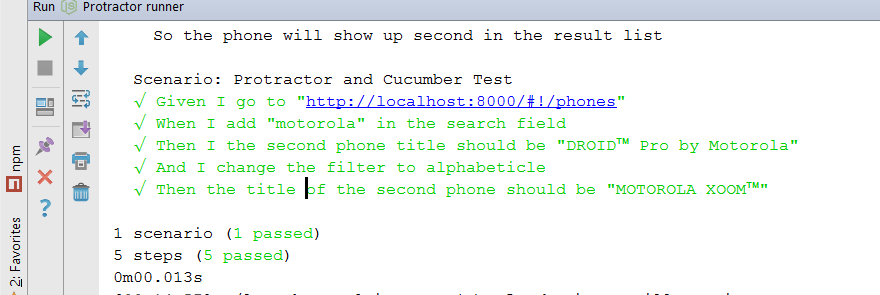 Run Protractor runner
So the phone will show up second in the result list
Scenario: Protractor and Cucumber Test
√ Given I go to "http://localhost:8000/#!/phones"
√ When I add "motorola" in the search field
√ Then I the second phone title should be "DROID™ Pro by Motorola"
√ And I change the filter to alphabeticle
√ Then the title of the second phone should be "MOTOROLA XOOM™"
1 scenario (1 passed)
5 steps (5 passed)
0m00.013s
npm
2: Favorites